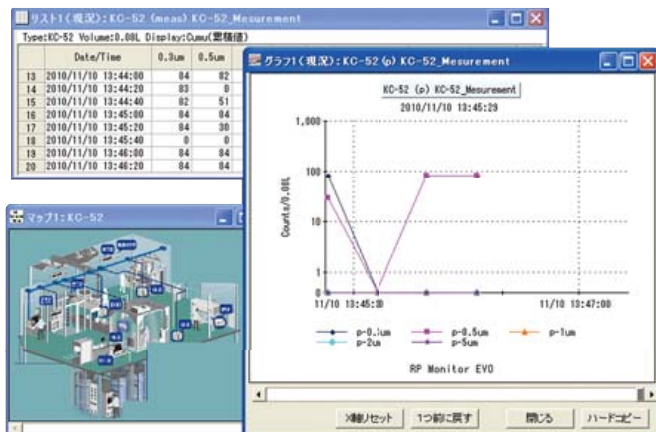 リスト1(現況):KC-52 (meas) KC-52_Mesurement
Type:KC-52 Volume:0.08L Display:Cumu(累積値)
Date/Time 0.3um 0.5um
13 2010/11/10 13:44:00 84 82
14 2010/11/10 13:44:20 83 0
15 2010/11/10 13:44:40 82 51
16 2010/11/10 13:45:00 84 84
17 2010/11/10 13:45:20 84 30
18 2010/11/10 13:45:40 0 0
19 2010/11/10 13:46:00 84 84
20 2010/11/10 13:46:20 84 84
グラフ1(現況):KC-52 (p) KC-52_Mesurement
KC-52 (p) KC-52_Mesurement
2010/11/10 13:45:29
1,000
100
10
1
0
Counts/0.08L
11/10 13:45:30 11/10 13:47:00
p-0.3um p-0.5um p-1um
p-2um p-5um
RP Monitor EVO
X軸リセット 1つ前に戻す 閉じる ハードコピー
マップ1:KC-52